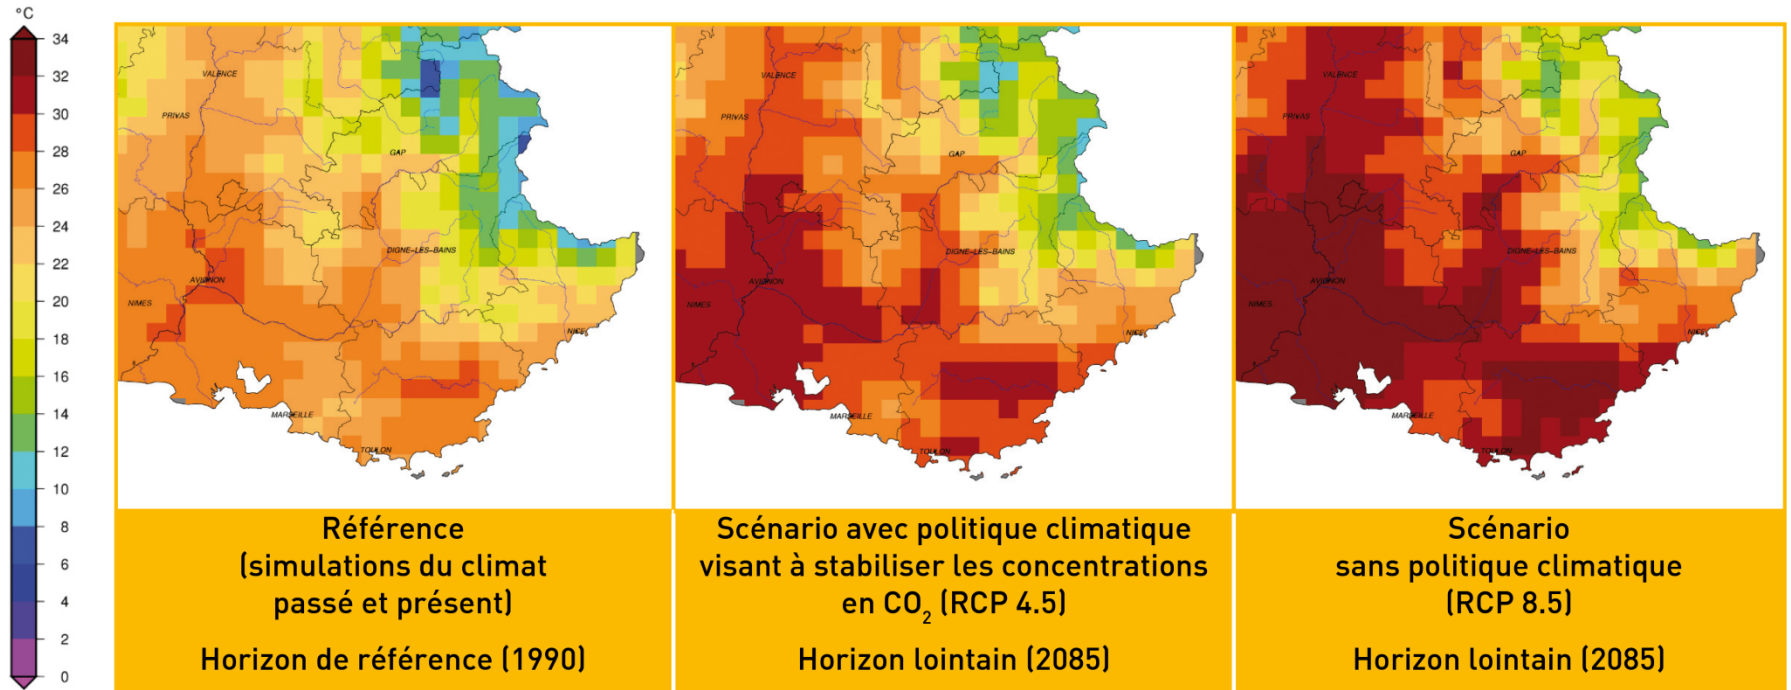 °C
34
32
30
28
26
24
22
20
18
16
14
12
10
8
6
4
2
0
VALENCE
PRIVAS
GAP
DIGNE-LES-BAINS
AVIGNON
NIMES
NICE
MARSEILLE
TOULON
VALENCE
PRIVAS
GAP
DIGNE-LES-BAINS
AVIGNON
NIMES
NICE
MARSEILLE
TOULON
VALENCE
PRIVAS
GAP
DIGNE-LES-BAINS
AVIGNON
NIMES
NICE
MARSEILLE
TOULON
Référence
(simulations du climat
passé et présent)
Horizon de référence (1990)
Scénario avec politique climatique
visant à stabiliser les concentrations
en CO₂ (RCP 4.5)
Horizon lointain (2085)
Scénario
sans politique climatique
(RCP 8.5)
Horizon lointain (2085)